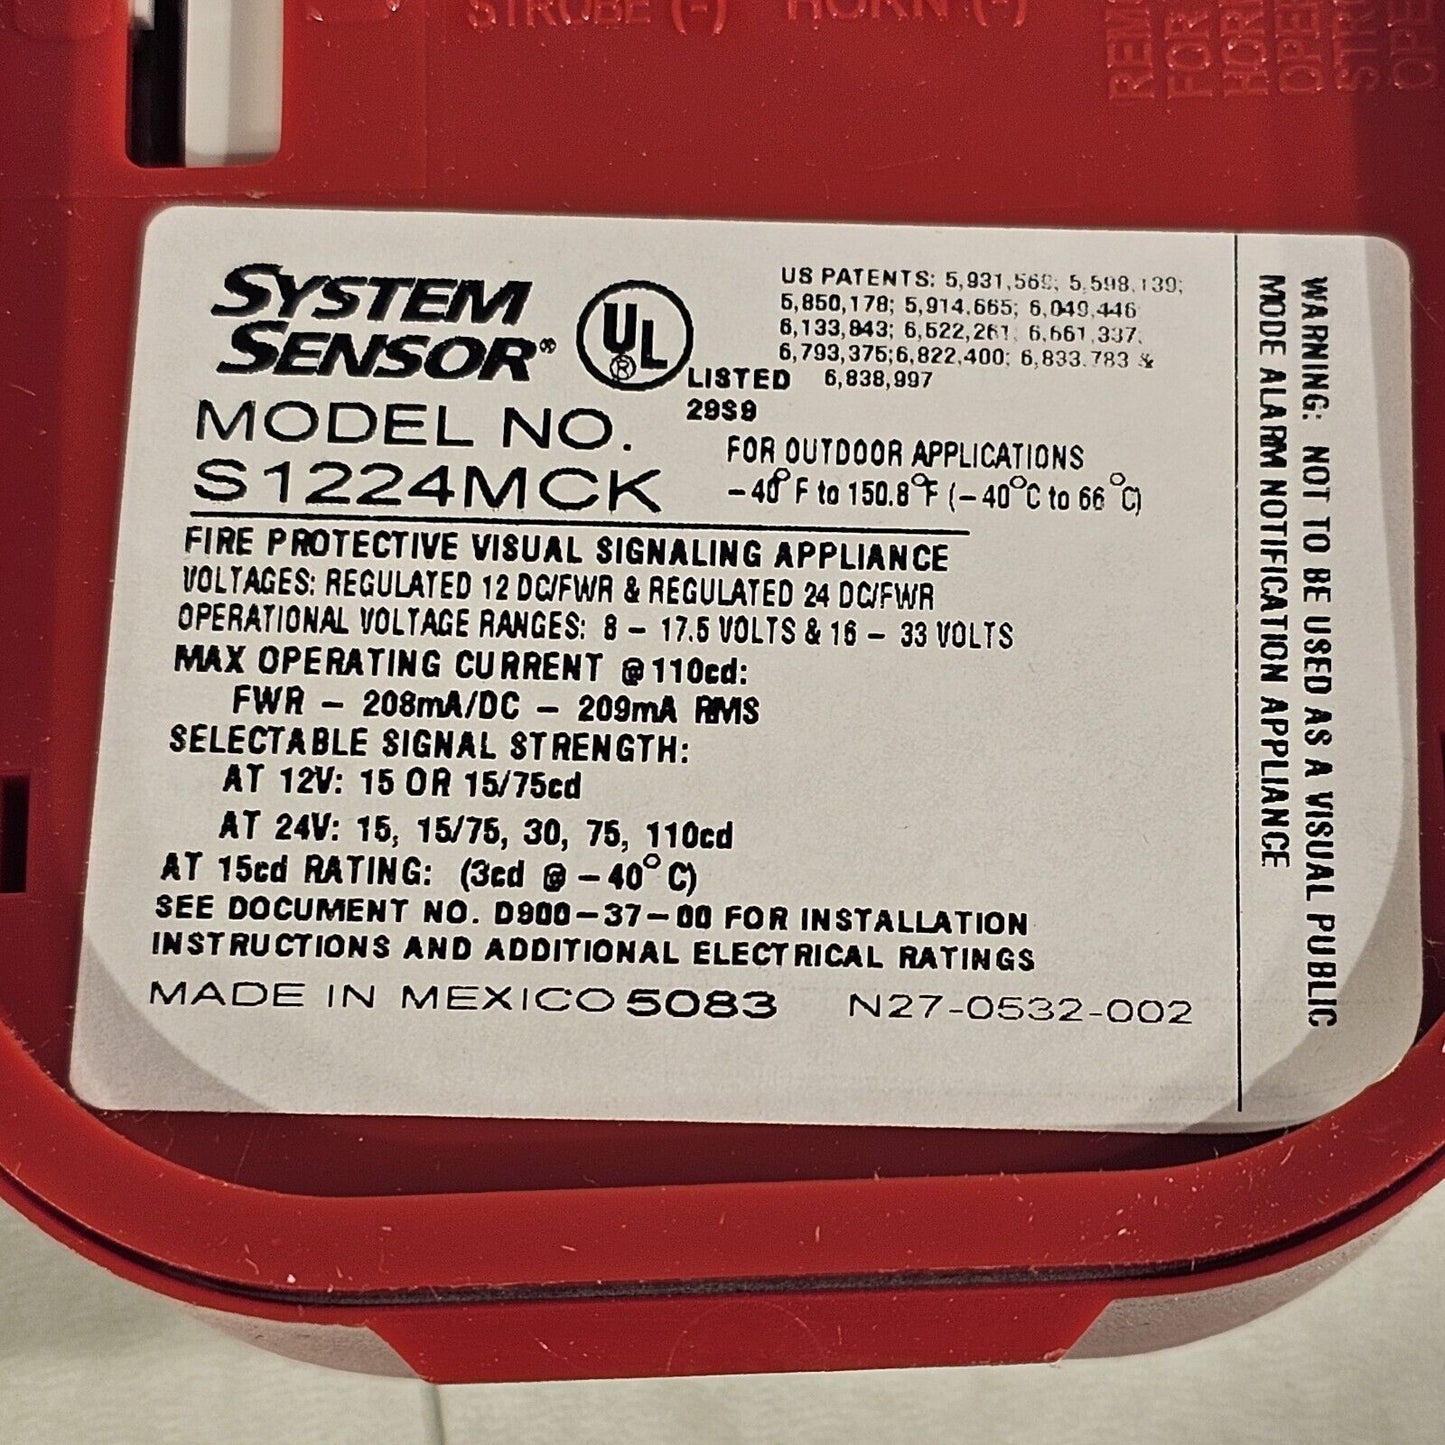 STROBE (-) HORN (-)
SYSTEM
SENSOR®
UL
®
LISTED
29S9
US PATENTS: 5,931,569; 5,598,139;
5,850,178; 5,914,665; 6,049,446
6,133,843; 6,522,261; 6,661,337,
6,793,375;6,822,400; 6,833,783 &
6,838,997
MODEL NO.
S1224MCK
FOR OUTDOOR APPLICATIONS
-40°F to 150.8°F (-40°C to 66°C)
FIRE PROTECTIVE VISUAL SIGNALING APPLIANCE
VOLTAGES: REGULATED 12 DC/FWR & REGULATED 24 DC/FWR
OPERATIONAL VOLTAGE RANGES: 8 - 17.5 VOLTS & 16 - 33 VOLTS
MAX OPERATING CURRENT @110cd:
FWR - 208mA/DC - 209mA RMS
SELECTABLE SIGNAL STRENGTH:
AT 12V: 15 OR 15/75cd
AT 24V: 15, 15/75, 30, 75, 110cd
AT 15cd RATING: (3cd @ -40°C)
SEE DOCUMENT NO. D900-37-00 FOR INSTALLATION
INSTRUCTIONS AND ADDITIONAL ELECTRICAL RATINGS
MADE IN MEXICO 5083 N27-0532-002
WARNING: NOT TO BE USED AS A VISUAL PUBLIC
MODE ALARM NOTIFICATION APPLIANCE
FOR